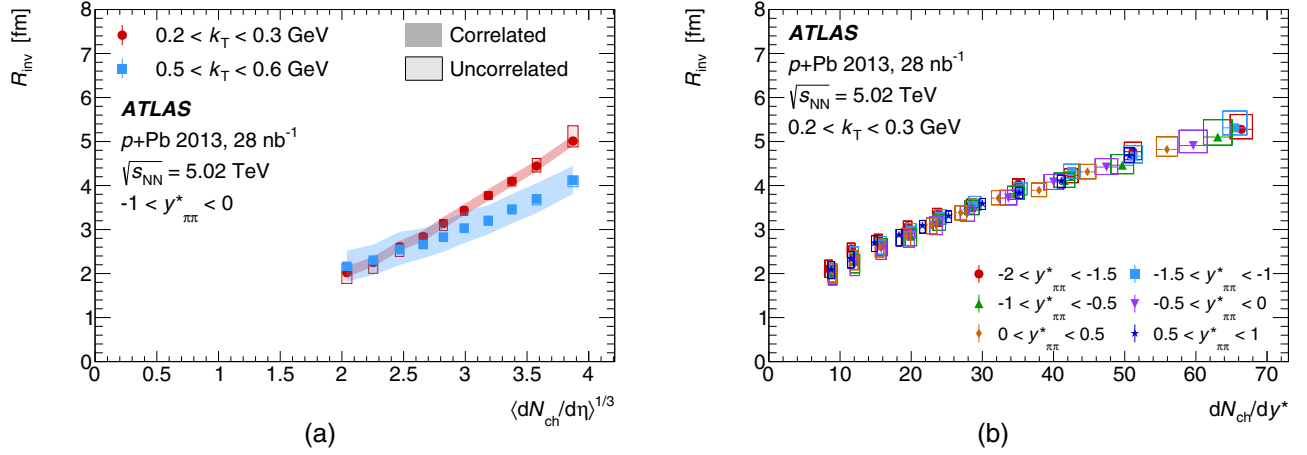 R_inv [fm]
8
7
6
5
4
3
2
1
0
0.2 < k_T < 0.3 GeV
0.5 < k_T < 0.6 GeV
Correlated
Uncorrelated
ATLAS
p+Pb 2013, 28 nb⁻¹
√s_NN = 5.02 TeV
-1 < y*_ππ < 0
0 0.5 1 1.5 2 2.5 3 3.5 4
⟨dN_ch/dη⟩^1/3
(a)
R_inv [fm]
8
7
6
5
4
3
2
1
0
ATLAS
p+Pb 2013, 28 nb⁻¹
√s_NN = 5.02 TeV
0.2 < k_T < 0.3 GeV
-2 < y*_ππ < -1.5
-1.5 < y*_ππ < -1
-1 < y*_ππ < -0.5
-0.5 < y*_ππ < 0
0 < y*_ππ < 0.5
0.5 < y*_ππ < 1
0 10 20 30 40 50 60 70
dN_ch/dy*
(b)